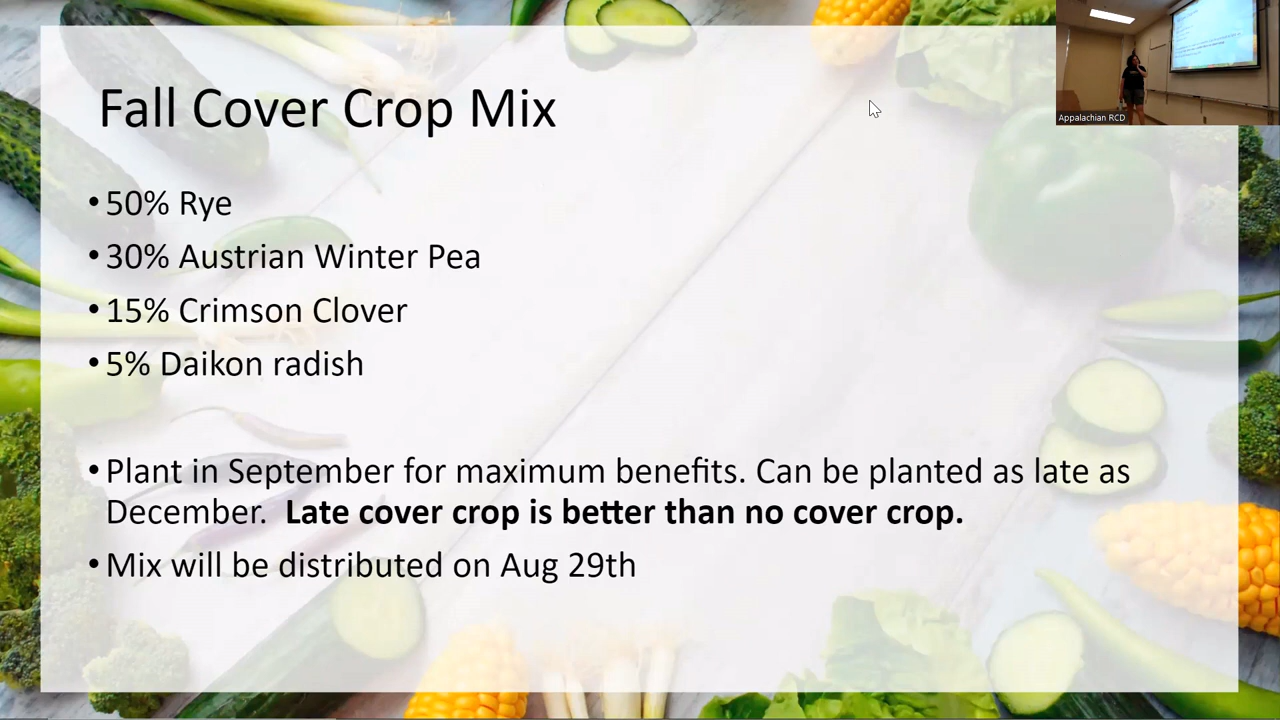 Fall Cover Crop Mix
Appalachian RCD
• 50% Rye
• 30% Austrian Winter Pea
• 15% Crimson Clover
• 5% Daikon radish
• Plant in September for maximum benefits. Can be planted as late as
December. Late cover crop is better than no cover crop.
• Mix will be distributed on Aug 29th